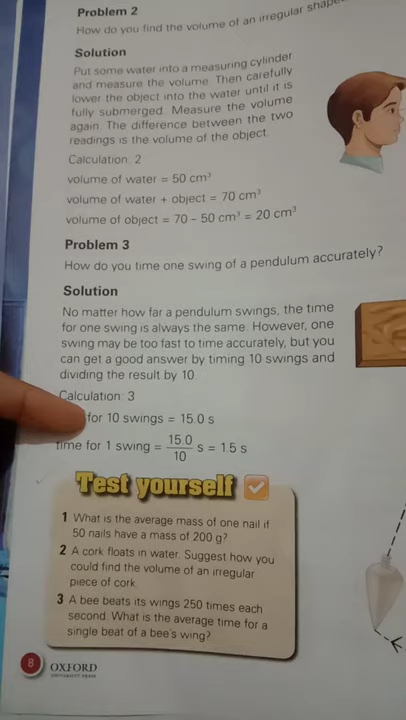 Problem 2
How do you find the volume of an irregular
Solution
Put some water into a measuring cylinder
and measure the volume. Then carefully
lower the object into the water until it is
fully submerged. Measure the volume
again. The difference between the two
readings is the volume of the object.
Calculation: 2
volume of water = 50 cm³
volume of water + object = 70 cm³
volume of object = 70 – 50 cm³ = 20 cm³
Problem 3
How do you time one swing of a pendulum accurately?
Solution
No matter how far a pendulum swings, the time
for one swing is always the same. However, one
swing may be too fast to time accurately, but you
can get a good answer by timing 10 swings and
dividing the result by 10.
Calculation: 3
for 10 swings = 15.0 s
time for 1 swing = 15.0/10 s = 1.5 s
Test yourself
1 What is the average mass of one nail if
50 nails have a mass of 200 g?
2 A cork floats in water. Suggest how you
could find the volume of an irregular
piece of cork.
3 A bee beats its wings 250 times each
second. What is the average time for a
single beat of a bee's wing?
8 OXFORD
UNIVERSITY PRESS